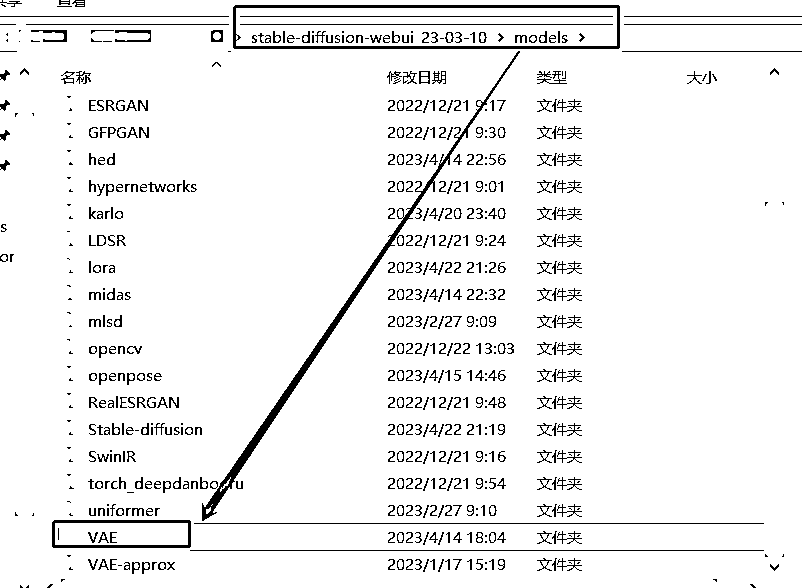 查看
stable-diffusion-webui 23-03-10 > models >
名称 修改日期 类型 大小
ESRGAN 2022/12/21 9:17 文件夹
GFPGAN 2022/12/21 9:30 文件夹
hed 2023/4/14 22:56 文件夹
hypernetworks 2022/12/21 9:01 文件夹
karlo 2023/4/20 23:40 文件夹
LDSR 2022/12/21 9:24 文件夹
lora 2023/4/22 21:26 文件夹
midas 2023/4/14 22:32 文件夹
mlsd 2023/2/27 9:09 文件夹
opencv 2022/12/22 13:03 文件夹
openpose 2023/4/15 14:46 文件夹
RealESRGAN 2022/12/21 9:48 文件夹
Stable-diffusion 2023/4/22 21:19 文件夹
SwinIR 2022/12/21 9:16 文件夹
torch_deepdanbooru 2022/12/21 9:54 文件夹
uniformer 2023/2/27 9:10 文件夹
VAE 2023/4/14 18:04 文件夹
VAE-approx 2023/1/17 15:19 文件夹